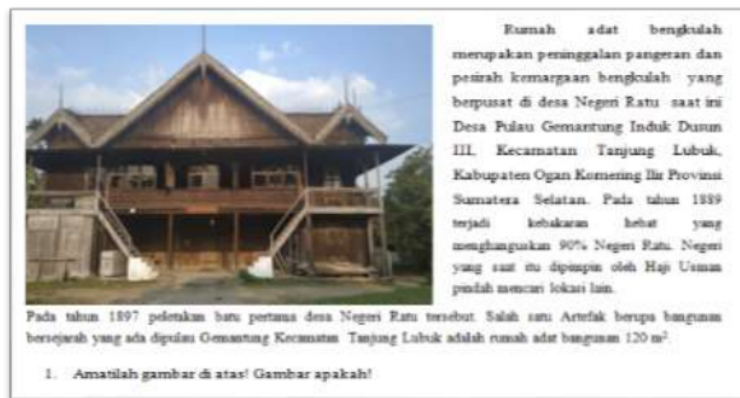 Rumah adat bengkulah
merupakan peninggalan pangeran dan
pesirah kemargaan bengkulah yang
berpusat di desa Negeri Ratu saat ini
Desa Pulau Gemantung Induk Dusun
III, Kecamatan Tanjung Lubuk,
Kabupaten Ogan Komering Ilir Provinsi
Sumatera Selatan. Pada tahun 1889
terjadi kebakaran hebat yang
menghanguskan 90% Negeri Ratu. Negeri
yang saat itu dipimpin oleh Haji Usman
pindah mencari lokasi lain.
Pada tahun 1897 peletakan batu pertama desa Negeri Ratu tersebut. Salah satu Artefak berupa bangunan
bersejarah yang ada dipulau Gemantung Kecamatan Tanjung Lubuk adalah rumah adat bangunan 120 m².
1. Amatilah gambar di atas! Gambar apakah!